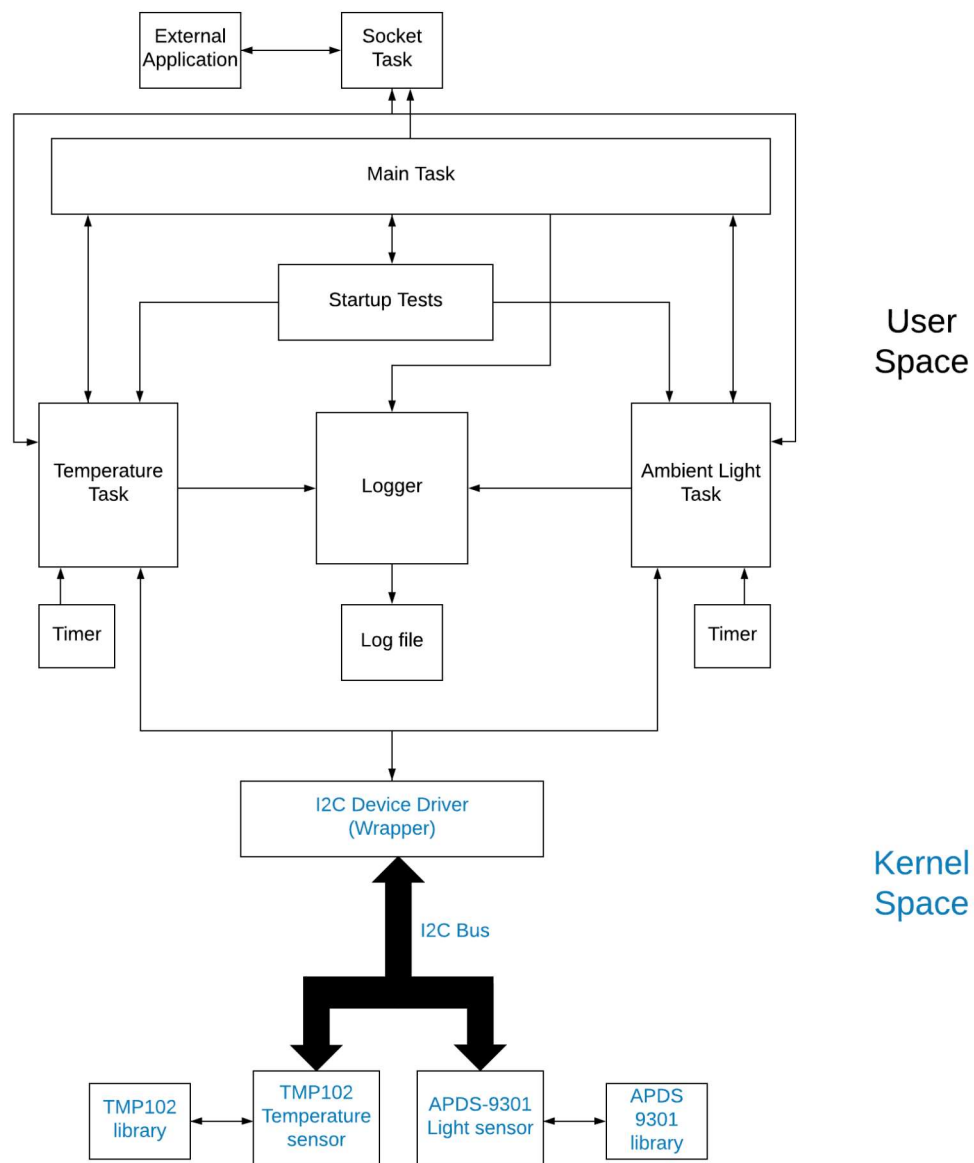 External
Application
Socket
Task
Main Task
Startup Tests
User
Space
Temperature
Task
Logger
Ambient Light
Task
Timer
Log file
Timer
I2C Device Driver
(Wrapper)
Kernel
Space
I2C Bus
TMP102
library
TMP102
Temperature
sensor
APDS-9301
Light sensor
APDS
9301
library